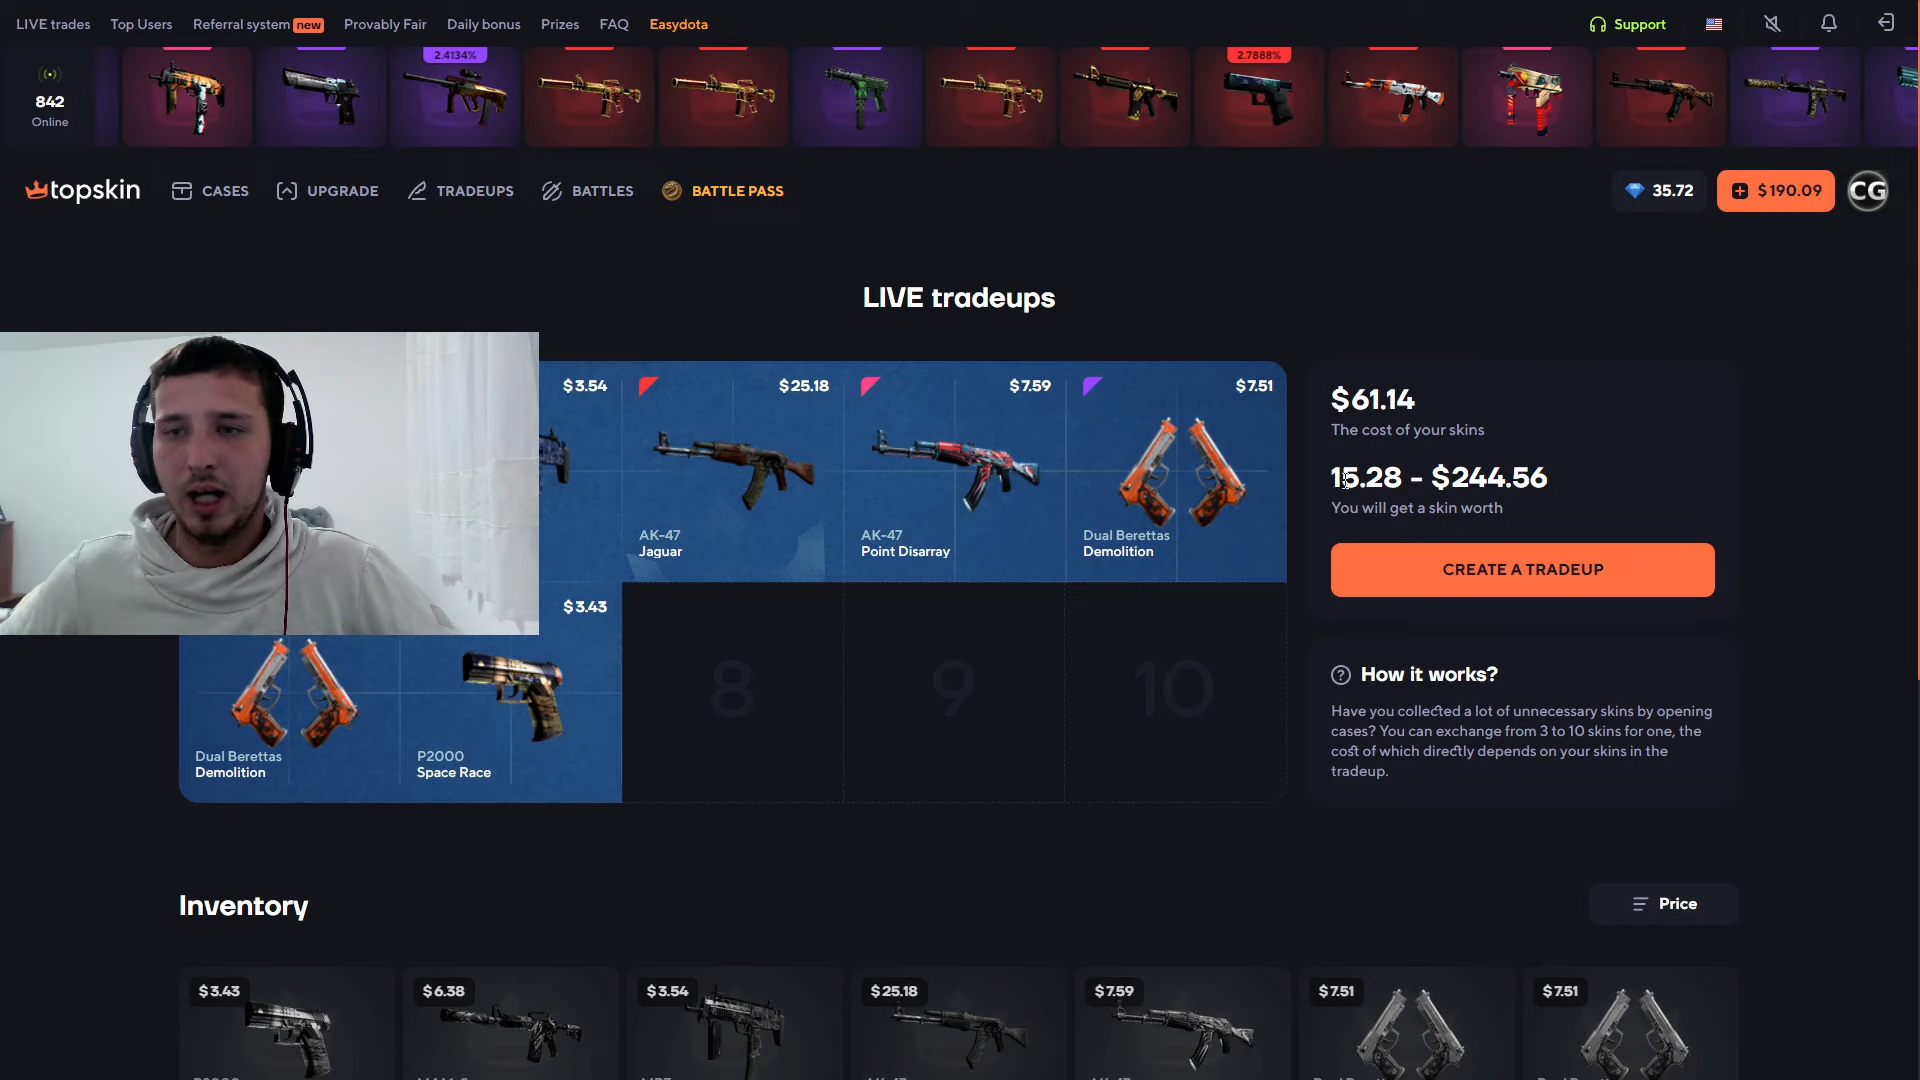 LIVE trades Top Users Referral system new Provably Fair Daily bonus Prizes FAQ Easydota Support
2.4134% 2.7888%
842
Online
topskin CASES UPGRADE TRADEUPS BATTLES BATTLE PASS 35.72 $190.09 CG
LIVE tradeups
$3.54 $25.18 $7.59 $7.51
AK-47 AK-47 Dual Berettas
Jaguar Point Disarray Demolition
$3.43
Dual Berettas P2000
Demolition Space Race
8 9 10
$61.14
The cost of your skins
15.28 - $244.56
You will get a skin worth
CREATE A TRADEUP
How it works?
Have you collected a lot of unnecessary skins by opening
cases? You can exchange from 3 to 10 skins for one, the
cost of which directly depends on your skins in the
tradeup.
Inventory Price
$3.43 $6.38 $3.54 $25.18 $7.59 $7.51 $7.51